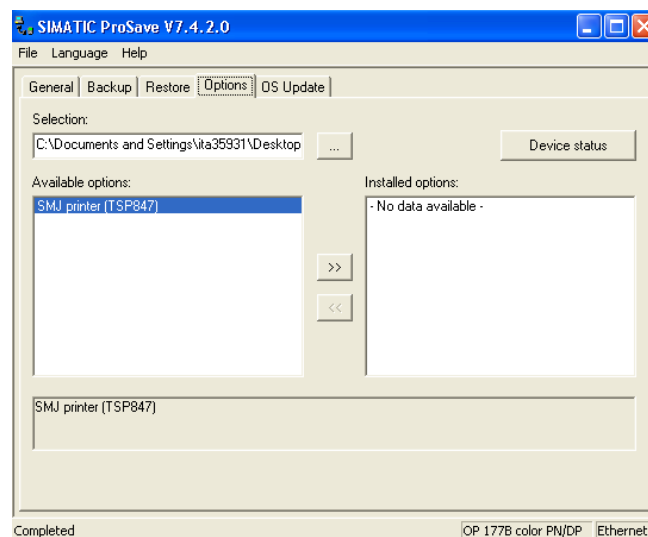 SIMATIC ProSave V7.4.2.0
File Language Help
General Backup Restore Options OS Update
Selection:
C:\Documents and Settings\ita35931\Desktop ... Device status
Available options: Installed options:
SMJ printer (TSP847) - No data available -
>>
<<
SMJ printer (TSP847)
Completed OP 177B color PN/DP Ethernet